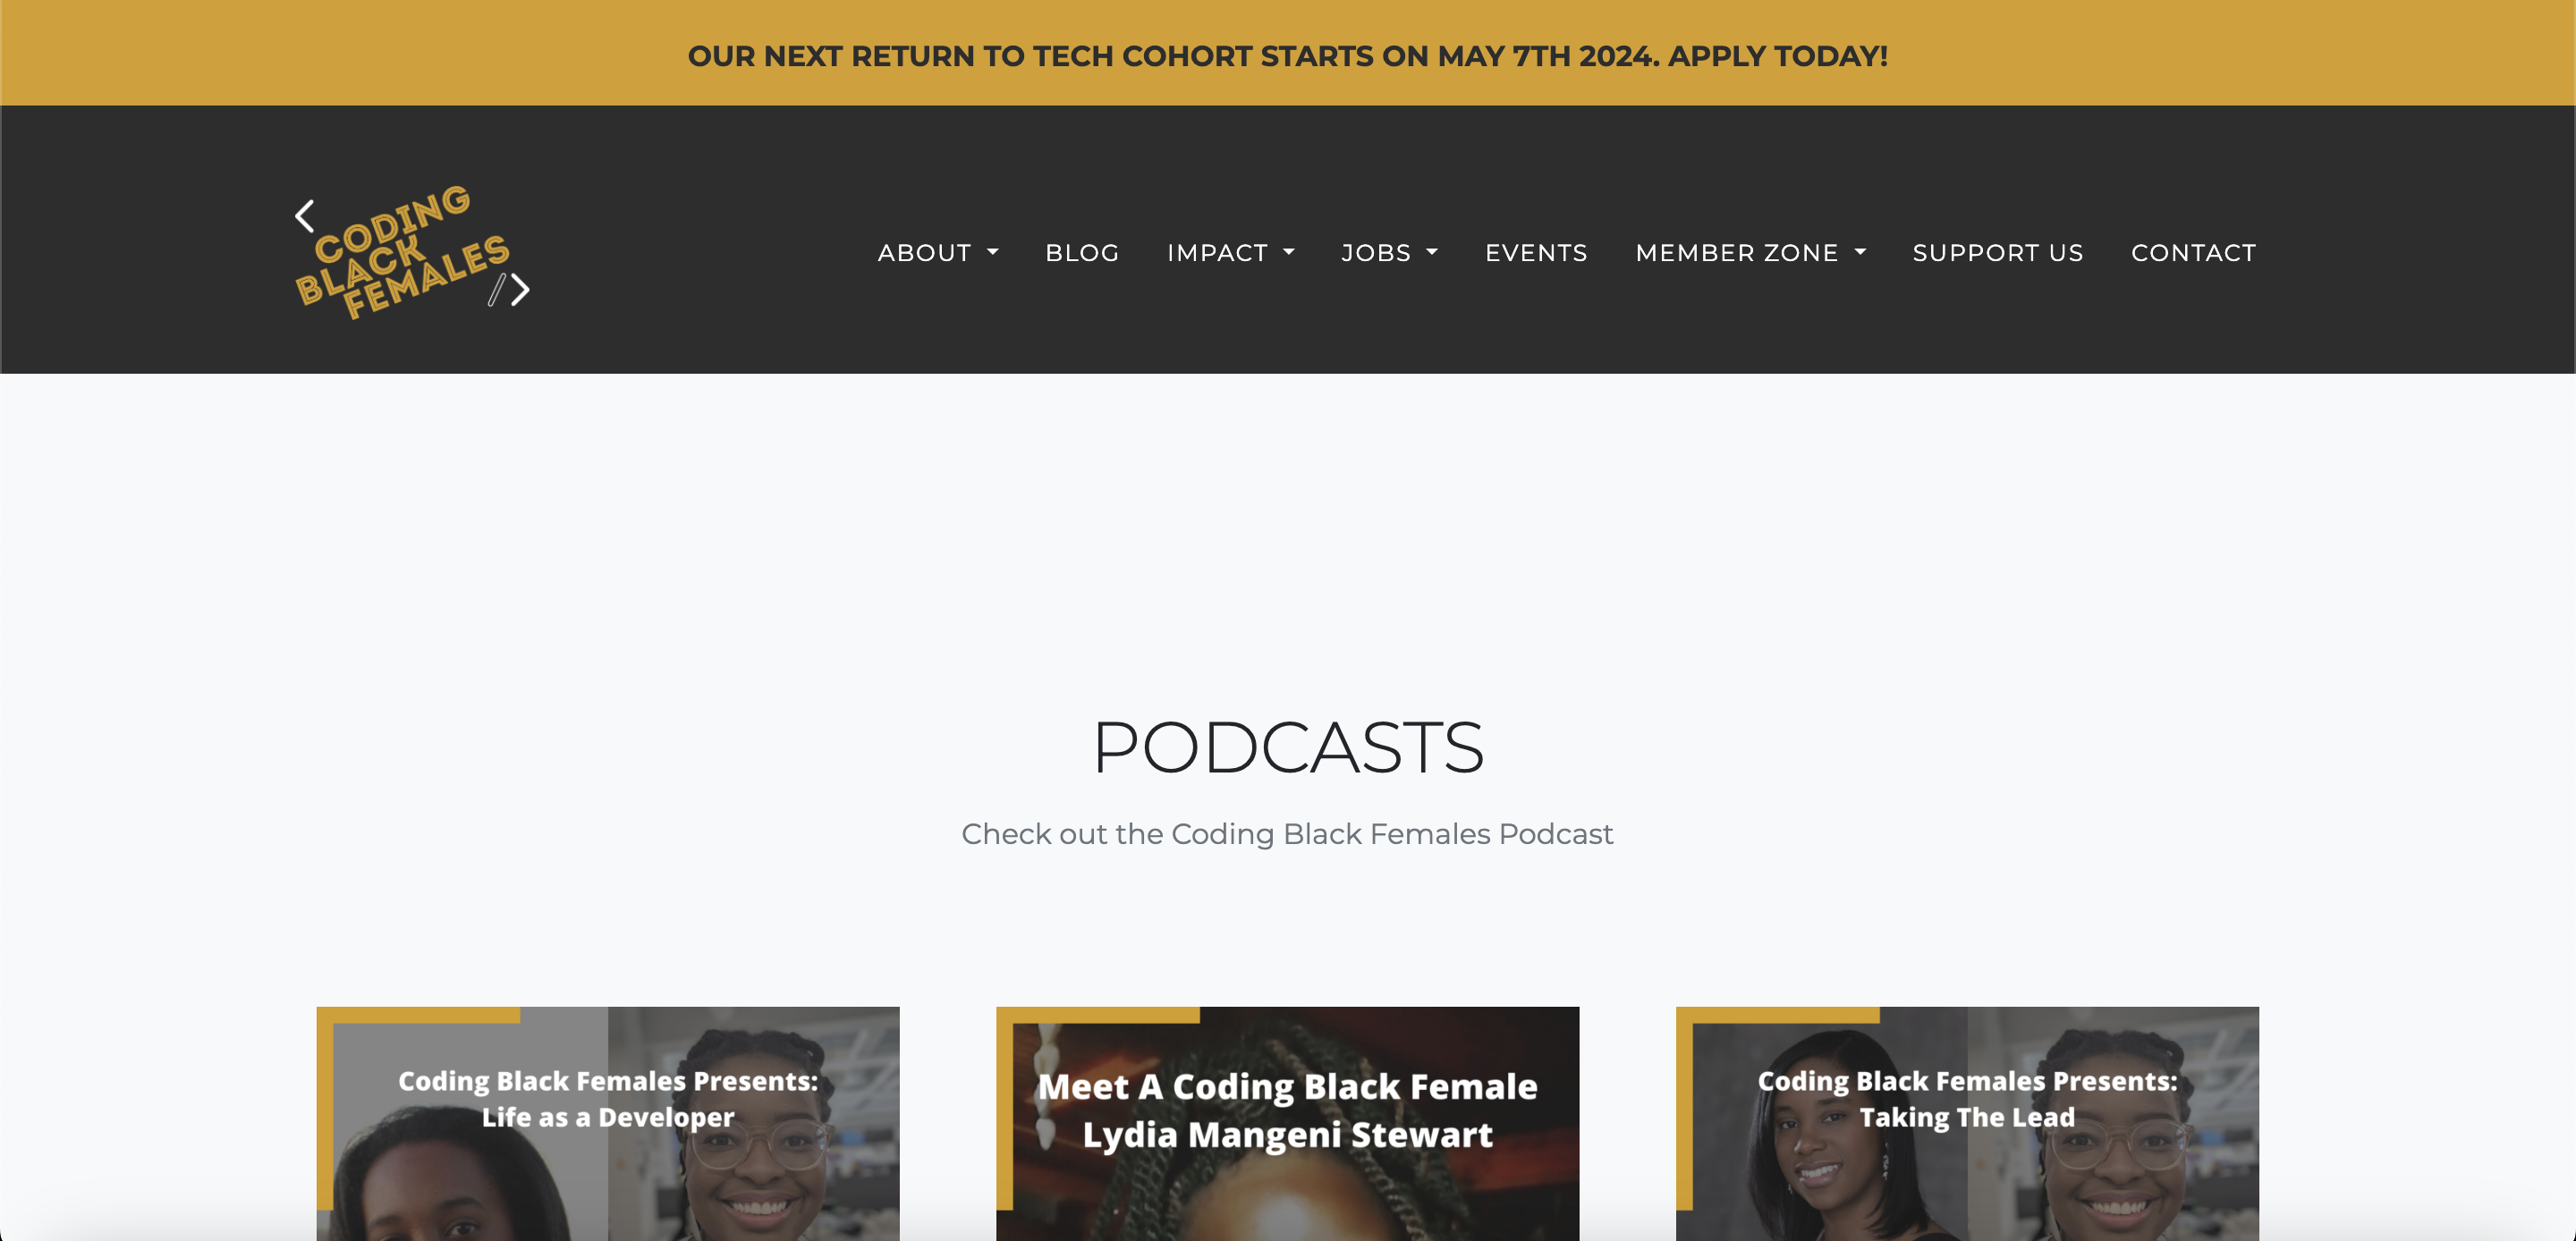 OUR NEXT RETURN TO TECH COHORT STARTS ON MAY 7TH 2024. APPLY TODAY!
CODING
BLACK
FEMALES
ABOUT BLOG IMPACT JOBS EVENTS MEMBER ZONE SUPPORT US CONTACT
PODCASTS
Check out the Coding Black Females Podcast
Coding Black Females Presents:
Life as a Developer
Meet A Coding Black Female
Lydia Mangeni Stewart
Coding Black Females Presents:
Taking The Lead